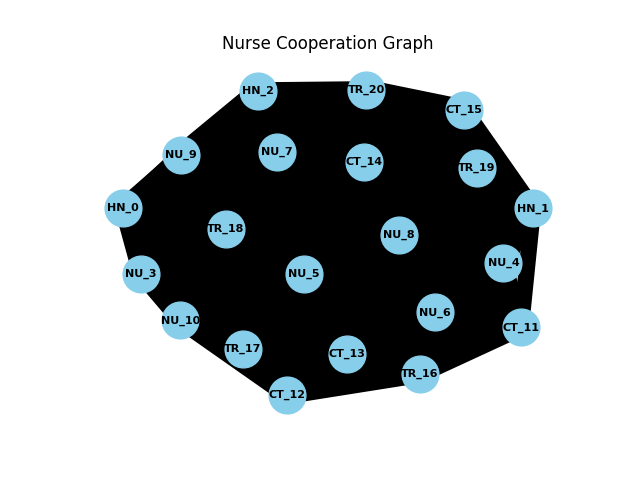 Nurse Cooperation Graph
HN_2
TR_20
CT_15
NU_9
NU_7
CT_14
TR_19
HN_0
HN_1
TR_18
NU_8
NU_3
NU_5
NU_4
NU_10
NU_6
CT_11
TR_17
CT_13
TR_16
CT_12